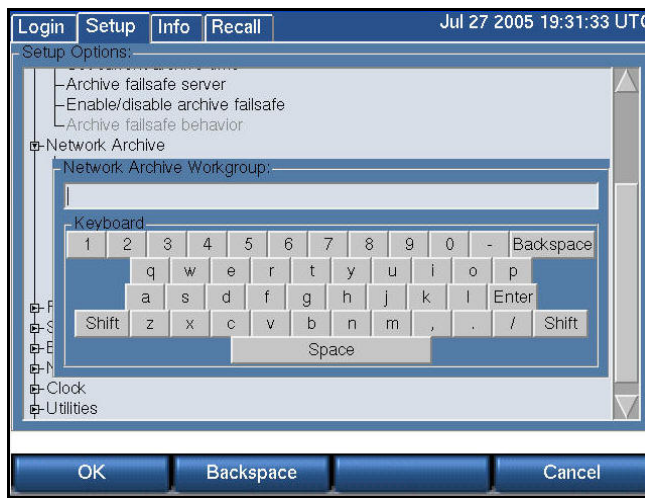 Login Setup Info Recall Jul 27 2005 19:31:33 UTC
Setup Options:
Archive failsafe server
Enable/disable archive failsafe
Archive failsafe behavior
Network Archive
Network Archive Workgroup:
Keyboard
1 2 3 4 5 6 7 8 9 0 - Backspace
q w e r t y u i o p
a s d f g h j k l Enter
Shift z x c v b n m , . / Shift
Space
Clock
Utilities
OK Backspace Cancel